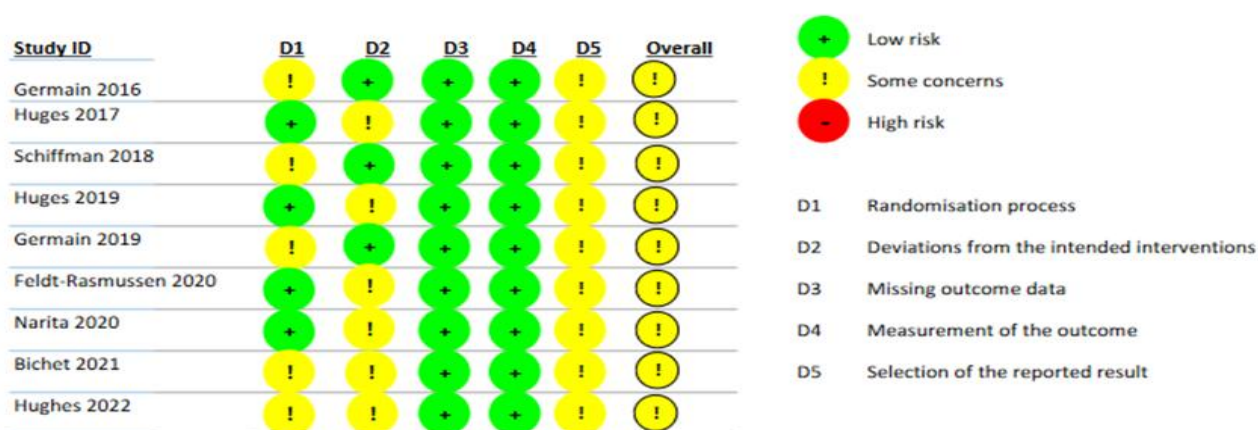 Study ID D1 D2 D3 D4 D5 Overall
Germain 2016 ! + + + ! !
Huges 2017 + ! + + ! !
Schiffman 2018 ! + + + ! !
Huges 2019 + ! + + ! !
Germain 2019 ! + + + ! !
Feldt-Rasmussen 2020 + ! + + ! !
Narita 2020 + ! + + ! !
Bichet 2021 ! ! + + ! !
Hughes 2022 ! ! + + ! !
+ Low risk
! Some concerns
- High risk
D1 Randomisation process
D2 Deviations from the intended interventions
D3 Missing outcome data
D4 Measurement of the outcome
D5 Selection of the reported result